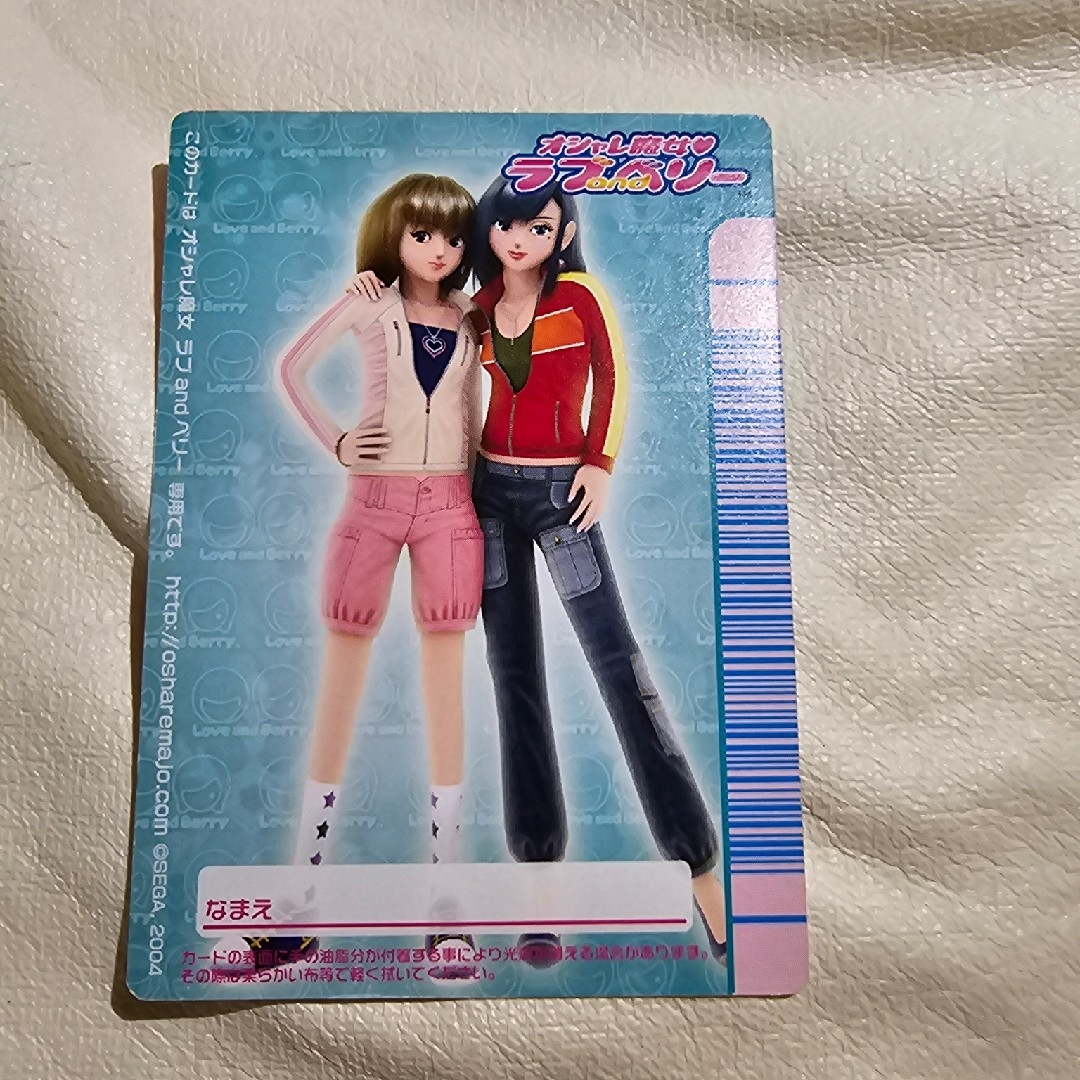 オシャレ魔女♥
ラブandベリー
このカードは オシャレ魔女 ラブ and ベリー 専用です。 http://osharemajo.com ©SEGA, 2004
Love and Berry
なまえ
カードの表面に手の油脂分が付着する事により光沢が消える場合があります。
その際は柔らかい布等で軽く拭いてください。